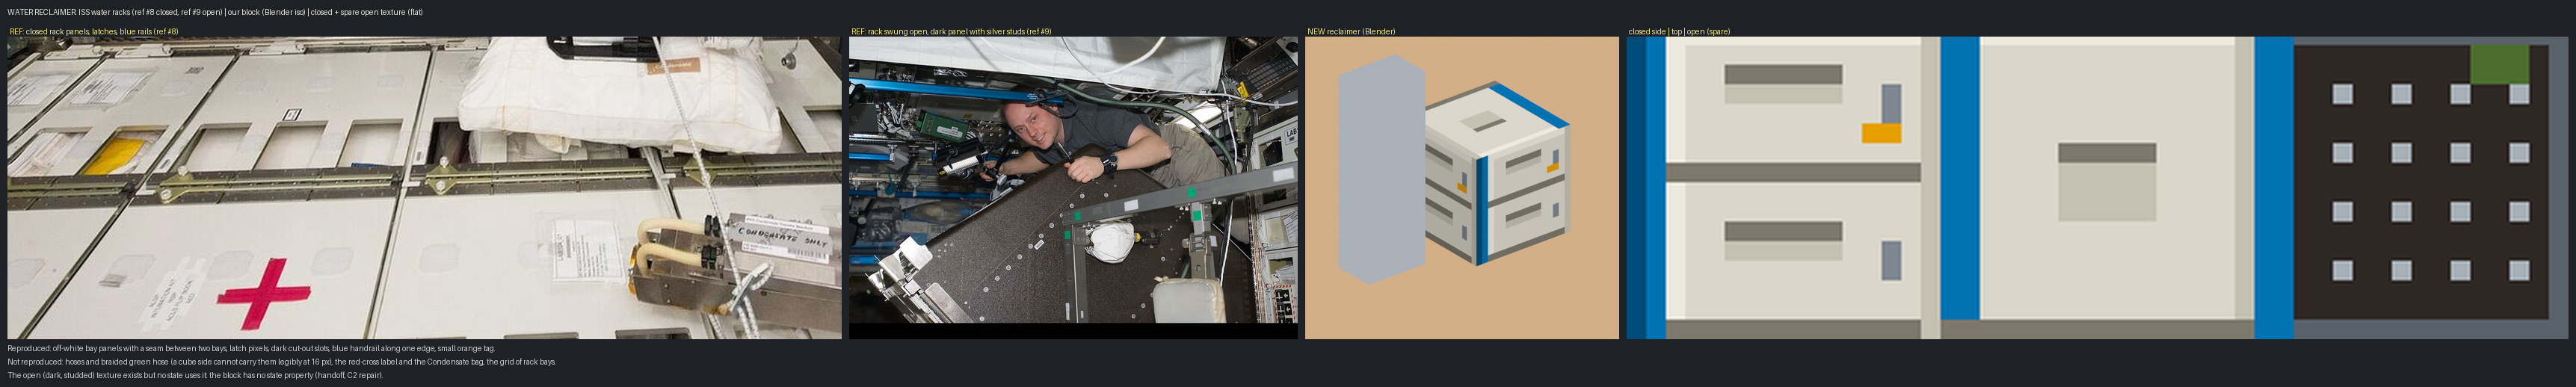 WATER RECLAIMER: ISS water racks (ref #8 closed, ref #9 open) | our block (Blender iso) | closed + spare open texture (flat)
REF: closed rack panels, latches, blue rails (ref #8)
REF: rack swung open, dark panel with silver studs (ref #9)
NEW reclaimer (Blender)
closed side | top | open (spare)
CONDENSATE ONLY
Reproduced: off-white bay panels with a seam between two bays, latch pixels, dark cut-out slots, blue handrail along one edge, small orange tag.
Not reproduced: hoses and braided green hose (a cube side cannot carry them legibly at 16 px), the red-cross label and the Condensate bag, the grid of rack bays.
The open (dark, studded) texture exists but no state uses it: the block has no state property (handoff, C2 repair).